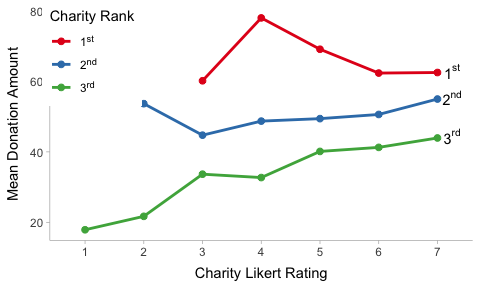 Charity Rank
1st
2nd
3rd
Mean Donation Amount
80
60
40
20
1st
2nd
3rd
1 2 3 4 5 6 7
Charity Likert Rating